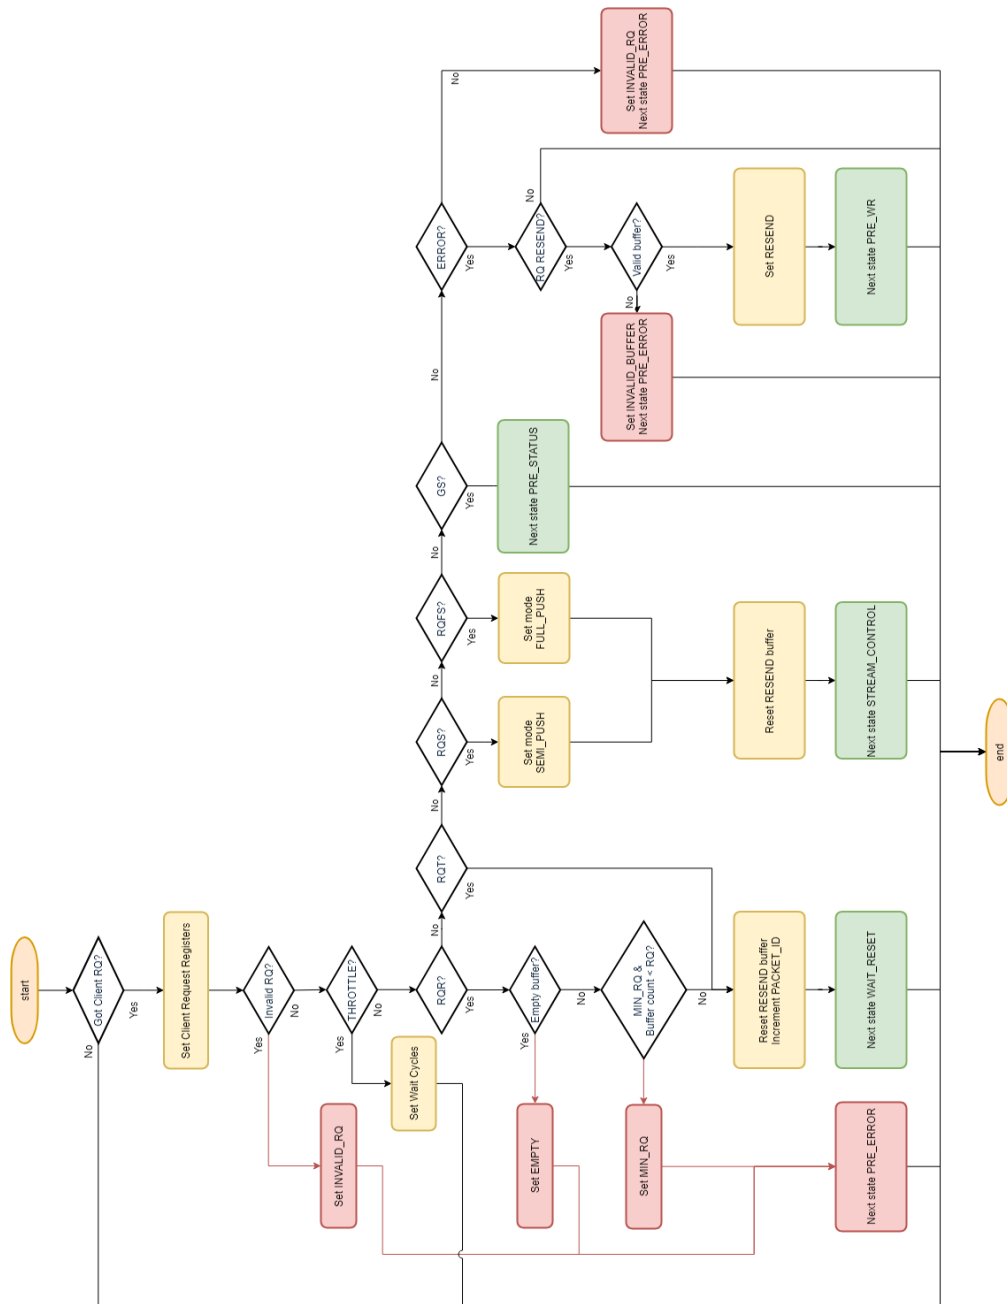 start
Got Client RQ?
No
Yes
Set Client Request Registers
Invalid RQ?
Yes
No
Set INVALID_RQ
THROTTLE?
Yes
No
Set Wait Cycles
RQR?
No
Yes
Empty buffer?
Yes
No
Set EMPTY
MIN_RQ &
Buffer count < RQ?
No
Set MIN_RQ
Reset RESEND buffer
Increment PACKET_ID
Next state WAIT_RESET
Next state PRE_ERROR
RQT?
Yes
No
RQS?
Yes
No
Set mode
SEMI_PUSH
RQFS?
Yes
No
Set mode
FULL_PUSH
Reset RESEND buffer
Next state STREAM_CONTROL
GS?
Yes
No
Next state PRE_STATUS
ERROR?
No
Yes
RQ RESEND?
No
Yes
Valid buffer?
No
Yes
Set INVALID_BUFFER
Next state PRE_ERROR
Set RESEND
Next state PRE_WR
Set INVALID_RQ
Next state PRE_ERROR
end